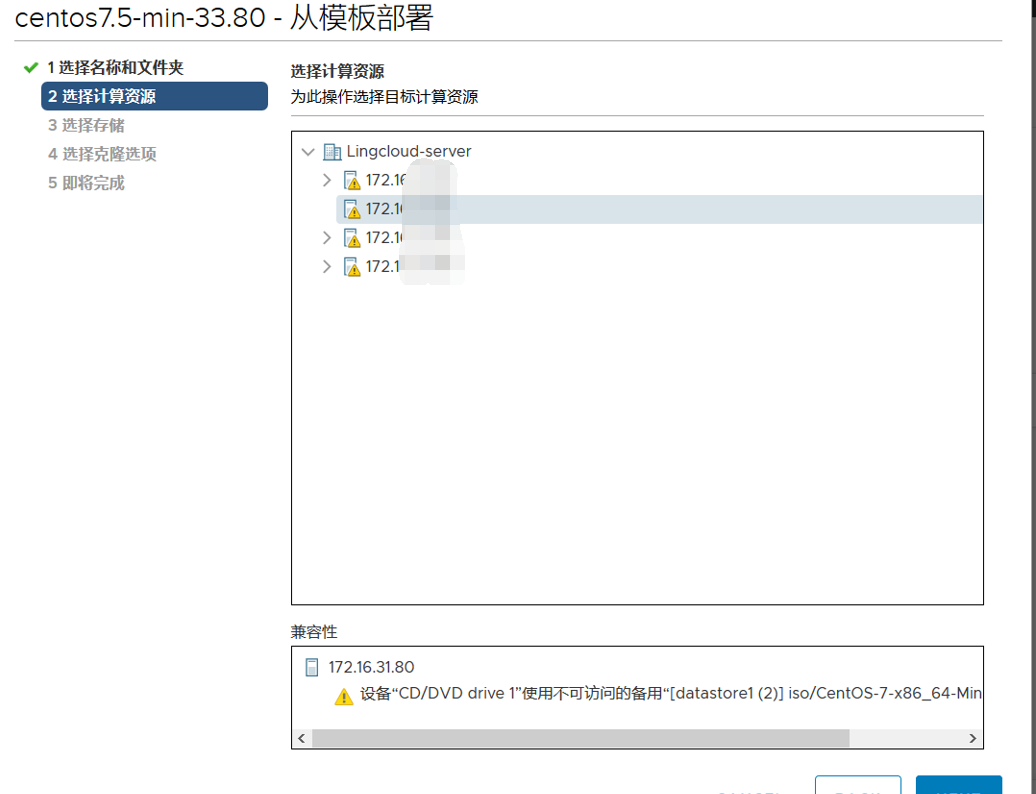 centos7.5-min-33.80 - 从模板部署
1 选择名称和文件夹
2 选择计算资源
3 选择存储
4 选择克隆选项
5 即将完成
选择计算资源
为此操作选择目标计算资源
Lingcloud-server
172.16
172.1
172.1
172.1
兼容性
172.16.31.80
设备“CD/DVD drive 1”使用不可访问的备用“[datastore1 (2)] iso/CentOS-7-x86_64-Min